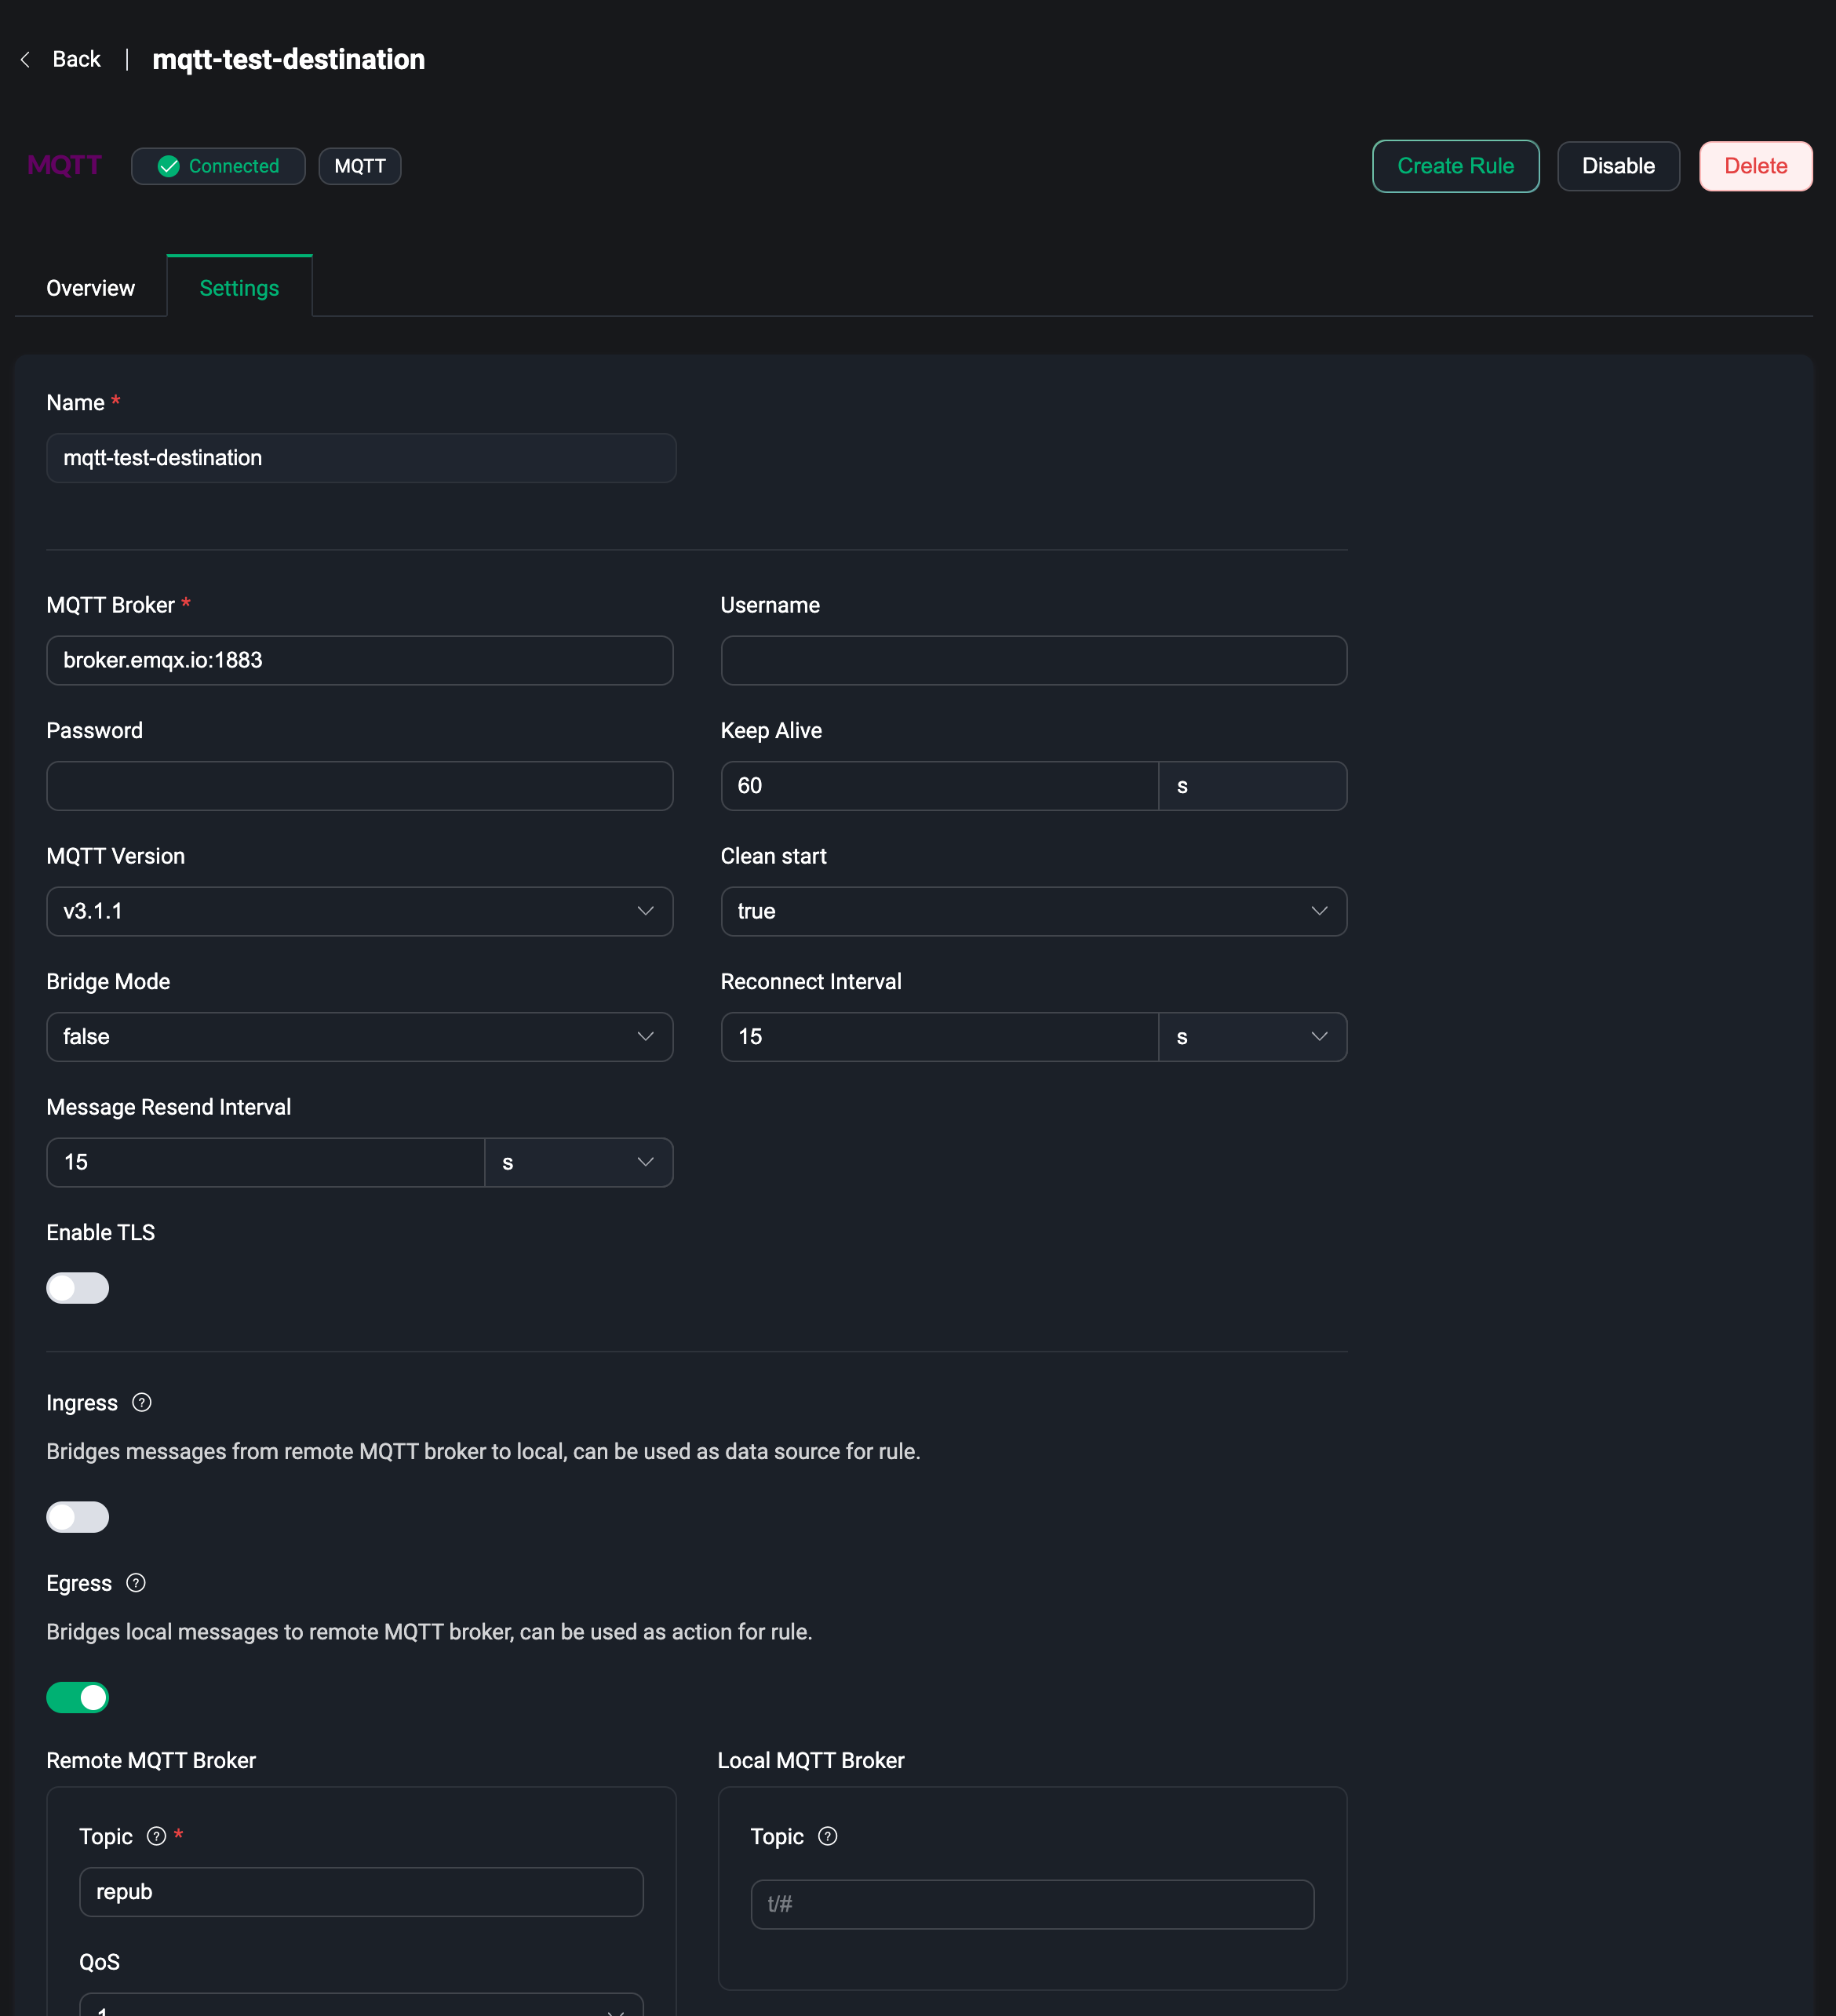 Back | mqtt-test-destination
MQTT Connected MQTT Create Rule Disable Delete
Overview Settings
Name *
mqtt-test-destination
MQTT Broker * Username
broker.emqx.io:1883
Password Keep Alive
60 s
MQTT Version Clean start
v3.1.1 true
Bridge Mode Reconnect Interval
false 15 s
Message Resend Interval
15 s
Enable TLS
Ingress ?
Bridges messages from remote MQTT broker to local, can be used as data source for rule.
Egress ?
Bridges local messages to remote MQTT broker, can be used as action for rule.
Remote MQTT Broker Local MQTT Broker
Topic ? * Topic ?
repub t/#
QoS
1